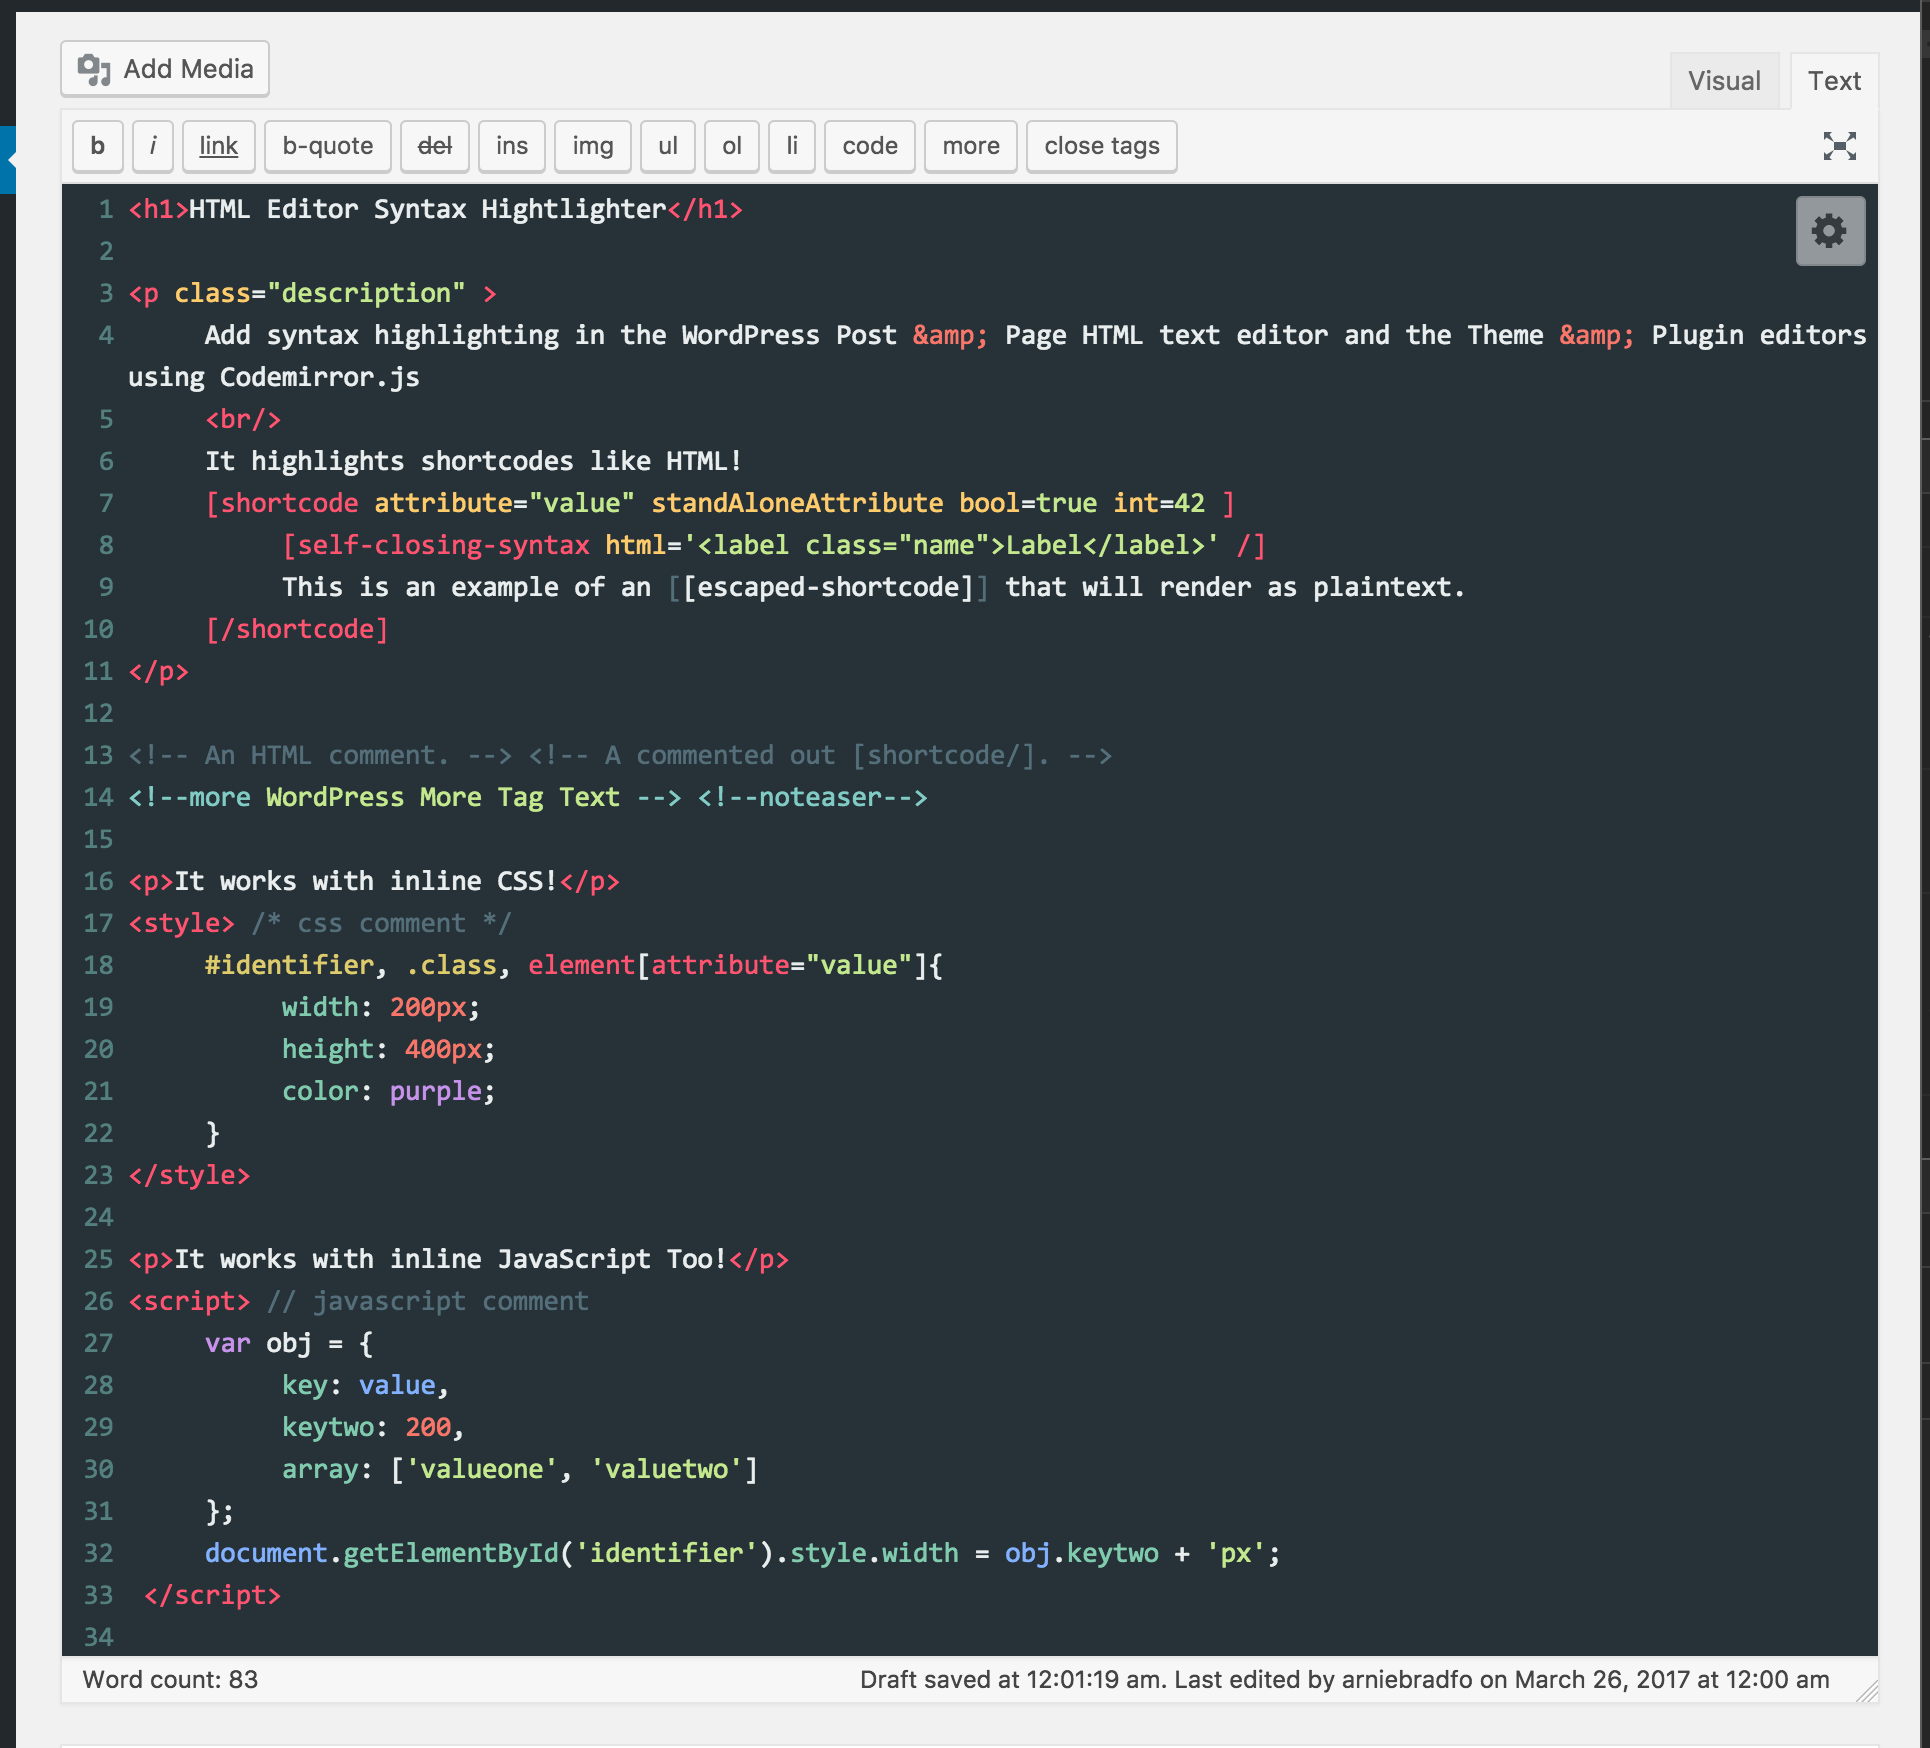 Add Media
Visual Text
b i link b-quote del ins img ul ol li code more close tags
1 <h1>HTML Editor Syntax Hightlighter</h1>
2
3 <p class="description" >
4 Add syntax highlighting in the WordPress Post &amp; Page HTML text editor and the Theme &amp; Plugin editors
using Codemirror.js
5 <br/>
6 It highlights shortcodes like HTML!
7 [shortcode attribute="value" standAloneAttribute bool=true int=42 ]
8 [self-closing-syntax html='<label class="name">Label</label>' /]
9 This is an example of an [[escaped-shortcode]] that will render as plaintext.
10 [/shortcode]
11 </p>
12
13 <!-- An HTML comment. --> <!-- A commented out [shortcode/]. -->
14 <!--more WordPress More Tag Text --> <!--noteaser-->
15
16 <p>It works with inline CSS!</p>
17 <style> /* css comment */
18 #identifier, .class, element[attribute="value"]{
19 width: 200px;
20 height: 400px;
21 color: purple;
22 }
23 </style>
24
25 <p>It works with inline JavaScript Too!</p>
26 <script> // javascript comment
27 var obj = {
28 key: value,
29 keytwo: 200,
30 array: ['valueone', 'valuetwo']
31 };
32 document.getElementById('identifier').style.width = obj.keytwo + 'px';
33 </script>
34
Word count: 83 Draft saved at 12:01:19 am. Last edited by arniebradfo on March 26, 2017 at 12:00 am